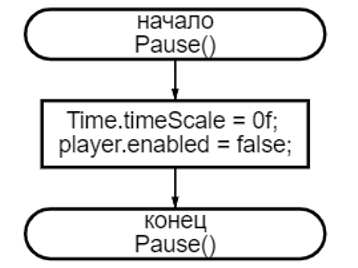 начало
Pause()
Time.timeScale = 0f;
player.enabled = false;
конец
Pause()